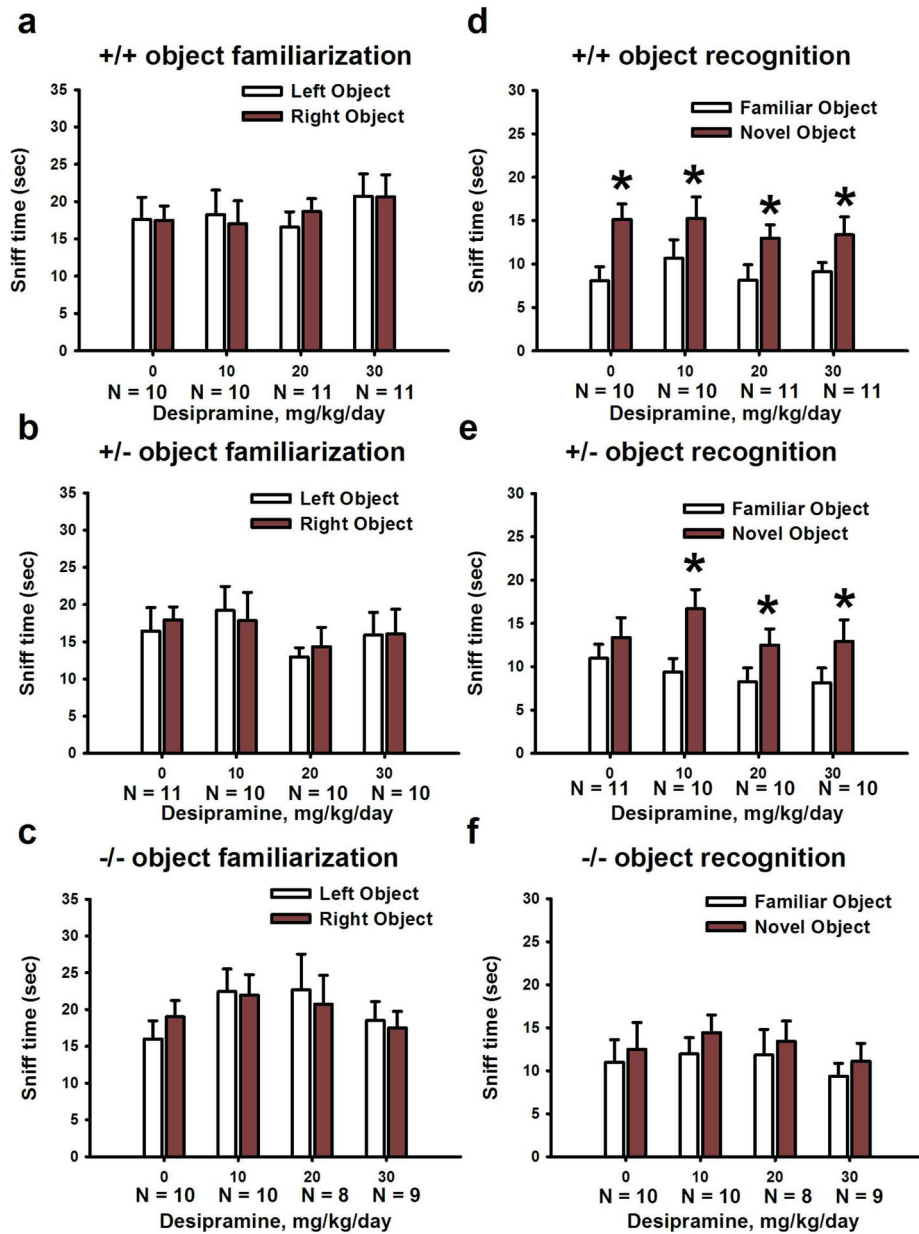 a
+/+ object familiarization
Left Object
Right Object
Sniff time (sec)
35
30
25
20
15
10
5
0
0 10 20 30
N = 10 N = 10 N = 11 N = 11
Desipramine, mg/kg/day
d
+/+ object recognition
Familiar Object
Novel Object
Sniff time (sec)
30
25
20
15
10
5
0
* * * *
0 10 20 30
N = 10 N = 10 N = 11 N = 11
Desipramine, mg/kg/day
b
+/- object familiarization
Left Object
Right Object
Sniff time (sec)
35
30
25
20
15
10
5
0
0 10 20 30
N = 11 N = 10 N = 10 N = 10
Desipramine, mg/kg/day
e
+/- object recognition
Familiar Object
Novel Object
Sniff time (sec)
30
25
20
15
10
5
0
* * *
0 10 20 30
N = 11 N = 10 N = 10 N = 10
Desipramine, mg/kg/day
c
-/- object familiarization
Left Object
Right Object
Sniff time (sec)
35
30
25
20
15
10
5
0
0 10 20 30
N = 10 N = 10 N = 8 N = 9
Desipramine, mg/kg/day
f
-/- object recognition
Familiar Object
Novel Object
Sniff time (sec)
30
25
20
15
10
5
0
0 10 20 30
N = 10 N = 10 N = 8 N = 9
Desipramine, mg/kg/day